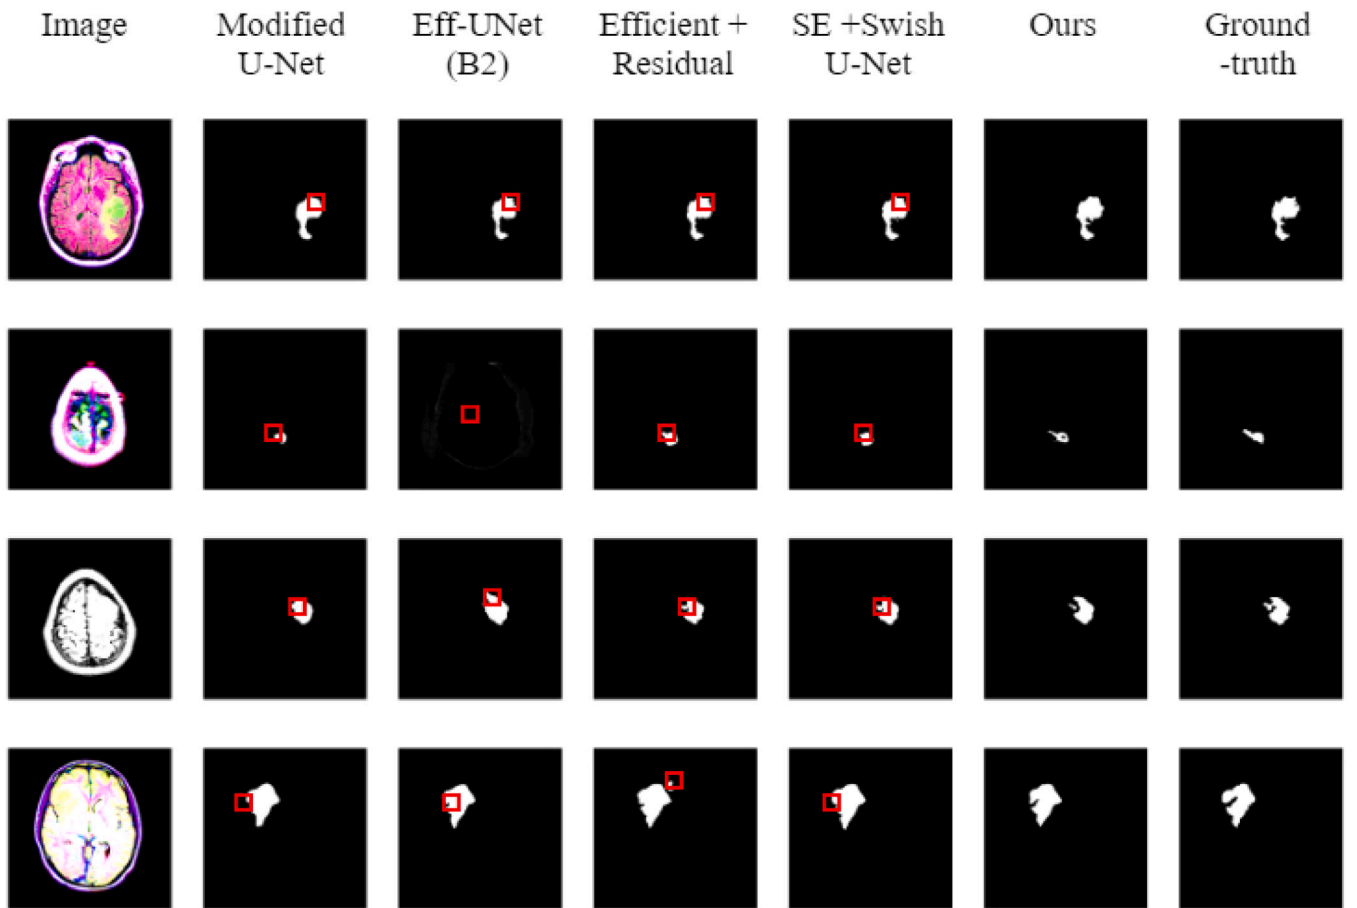 Image
Modified
U-Net
Eff-UNet
(B2)
Efficient +
Residual
SE +Swish
U-Net
Ours
Ground
-truth